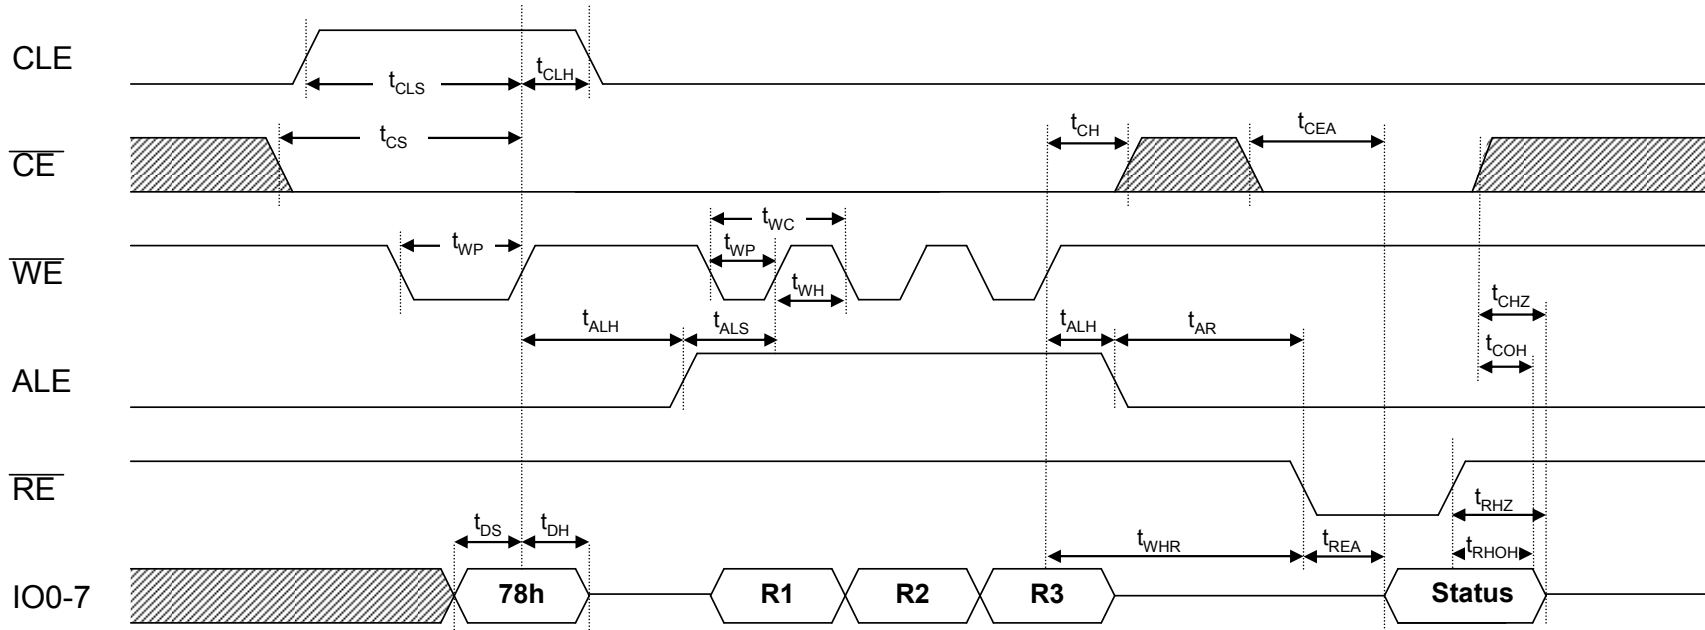 CLE
tCLS
tCLH
CE
tCS
tCH
tCEA
WE
tWP
tWC
tWP
tWH
tCHZ
tALH
tALS
tALH
tAR
tCOH
ALE
RE
tDS
tDH
tWHR
tREA
tRHZ
tRHOH
IO0-7
78h
R1
R2
R3
Status